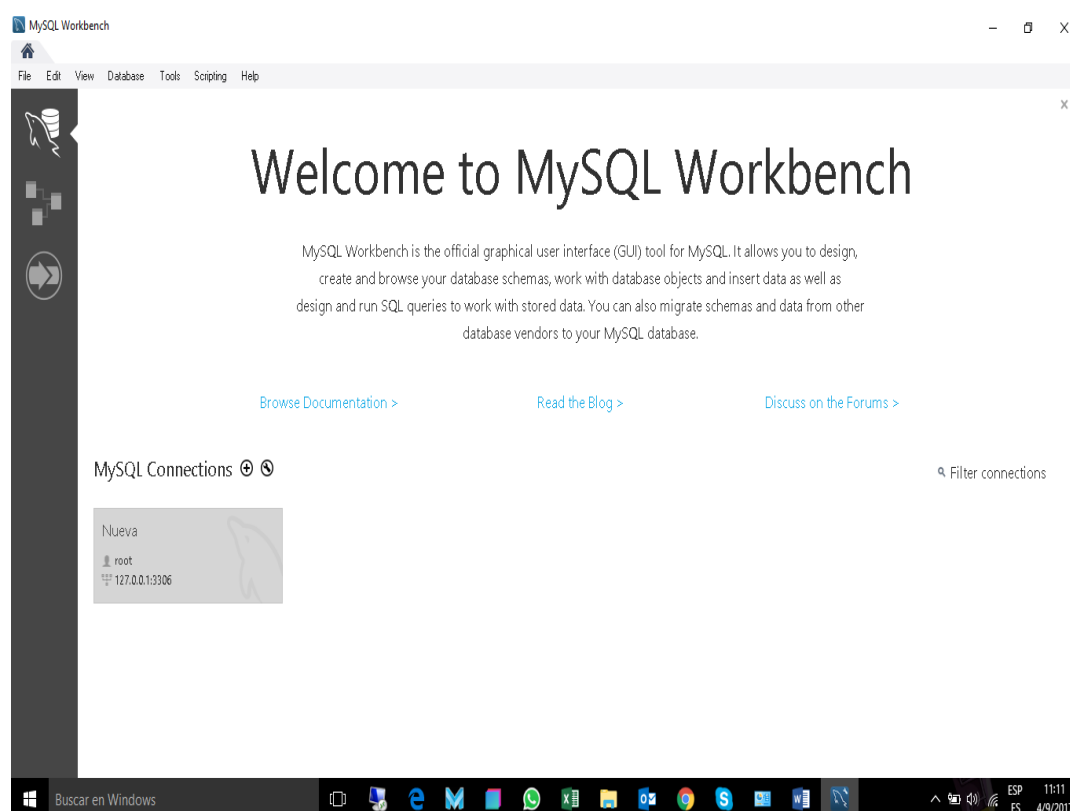 MySQL Workbench
File Edit View Database Tools Scripting Help
Welcome to MySQL Workbench
MySQL Workbench is the official graphical user interface (GUI) tool for MySQL. It allows you to design,
create and browse your database schemas, work with database objects and insert data as well as
design and run SQL queries to work with stored data. You can also migrate schemas and data from other
database vendors to your MySQL database.
Browse Documentation > Read the Blog > Discuss on the Forums >
MySQL Connections Filter connections
Nueva
root
127.0.0.1:3306
Buscar en Windows ESP 11:11
ES